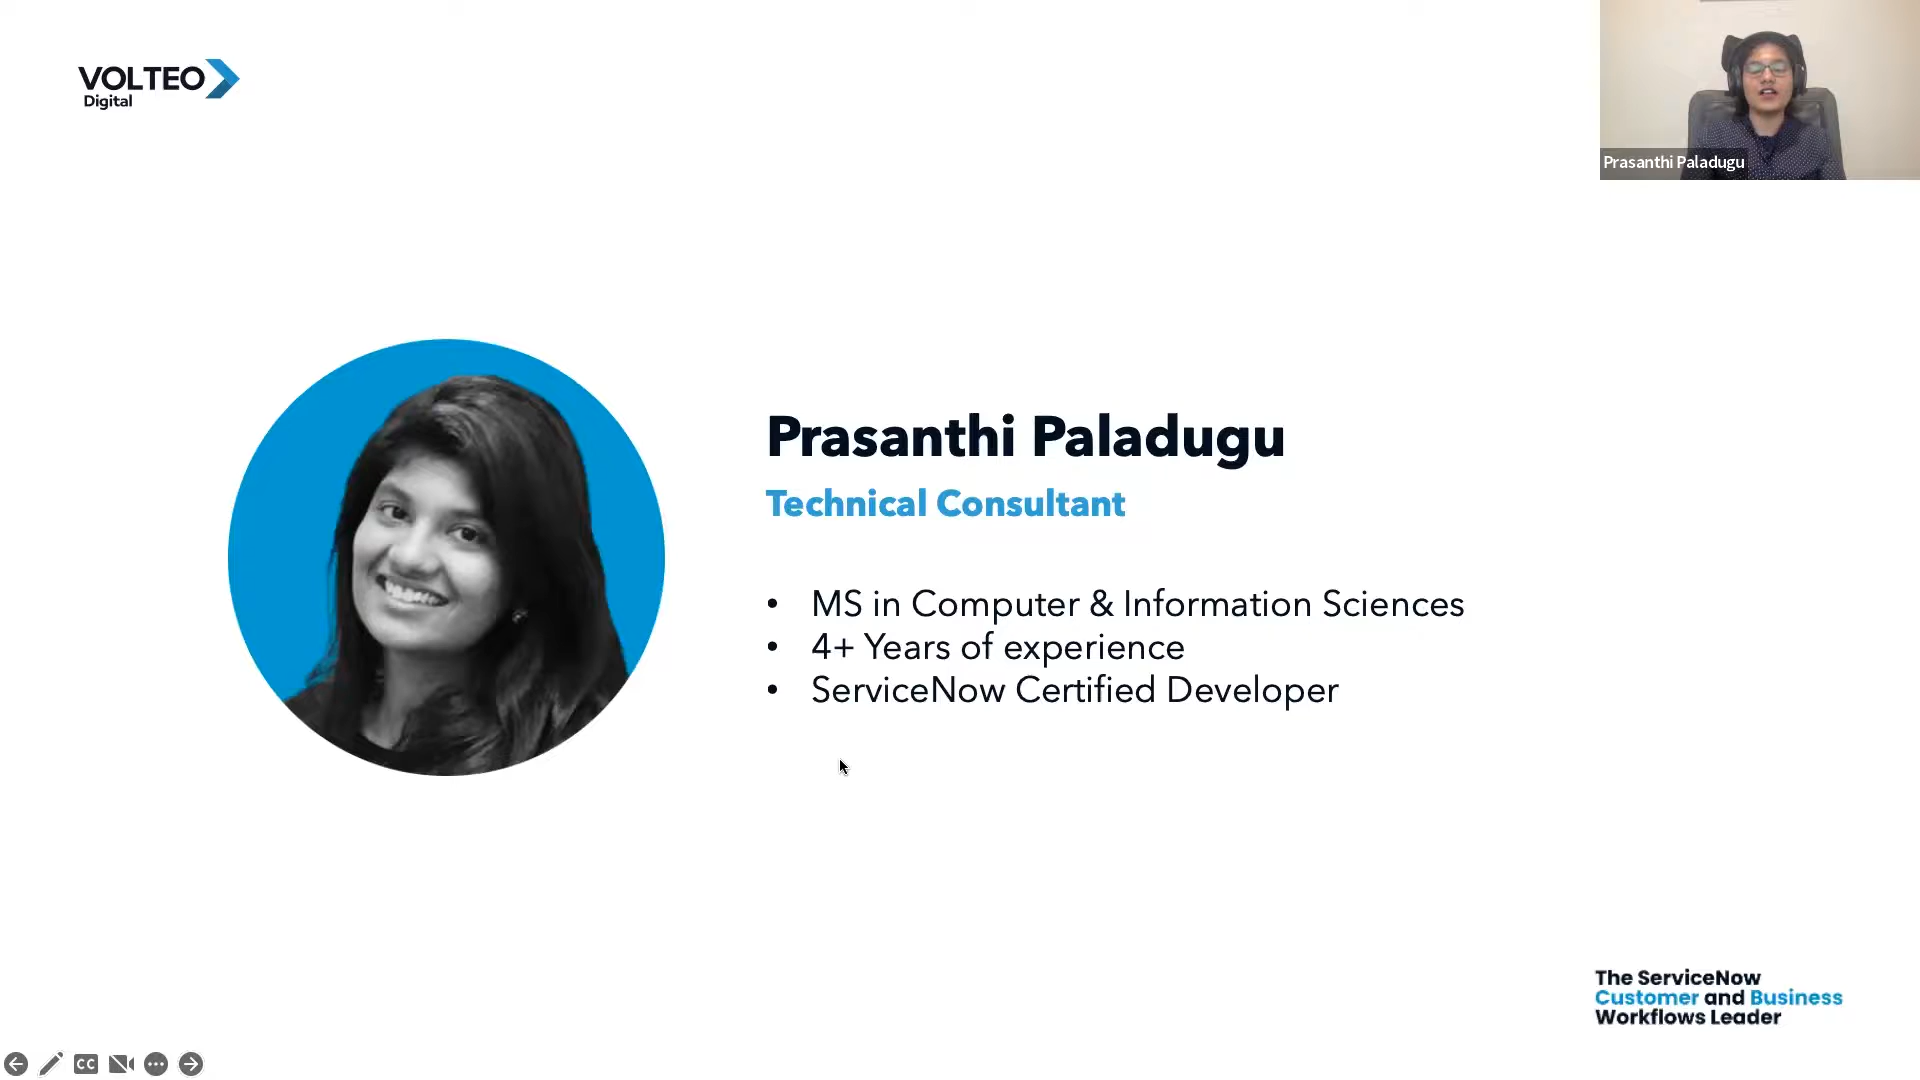 VOLTEO
Digital
Prasanthi Paladugu
Prasanthi Paladugu
Technical Consultant
• MS in Computer & Information Sciences
• 4+ Years of experience
• ServiceNow Certified Developer
The ServiceNow
Customer and Business
Workflows Leader
CC